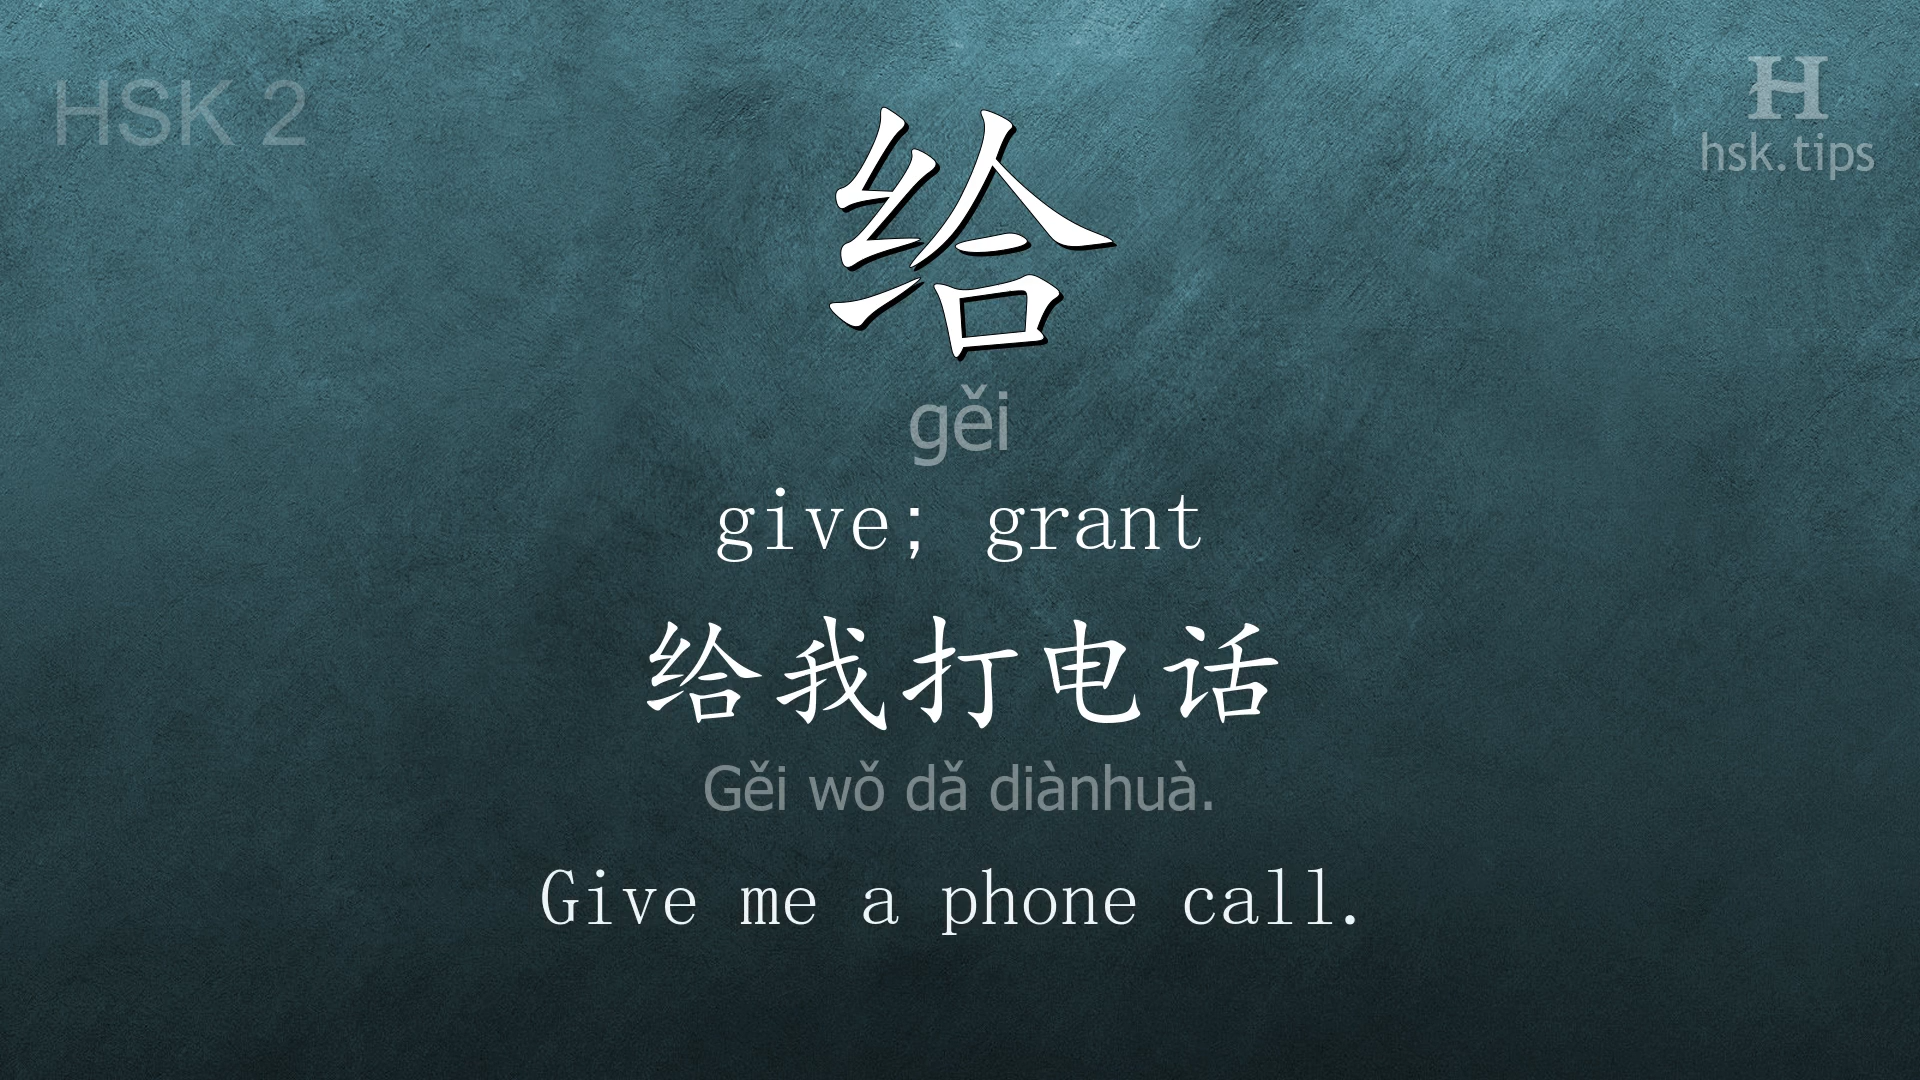 HSK 2
H
hsk.tips
给
gěi
give; grant
给我打电话
Gěi wǒ dǎ diànhuà.
Give me a phone call.